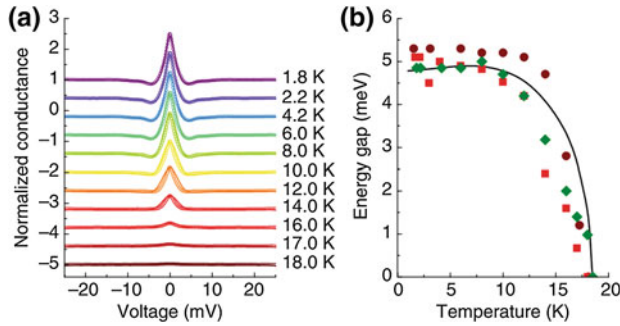 (a)
Normalized conductance
3
2
1
0
−1
−2
−3
−4
−5
1.8 K
2.2 K
4.2 K
6.0 K
8.0 K
10.0 K
12.0 K
14.0 K
16.0 K
17.0 K
18.0 K
−20 −10 0 10 20
Voltage (mV)
(b)
Energy gap (meV)
6
5
4
3
2
1
0
0 5 10 15 20
Temperature (K)